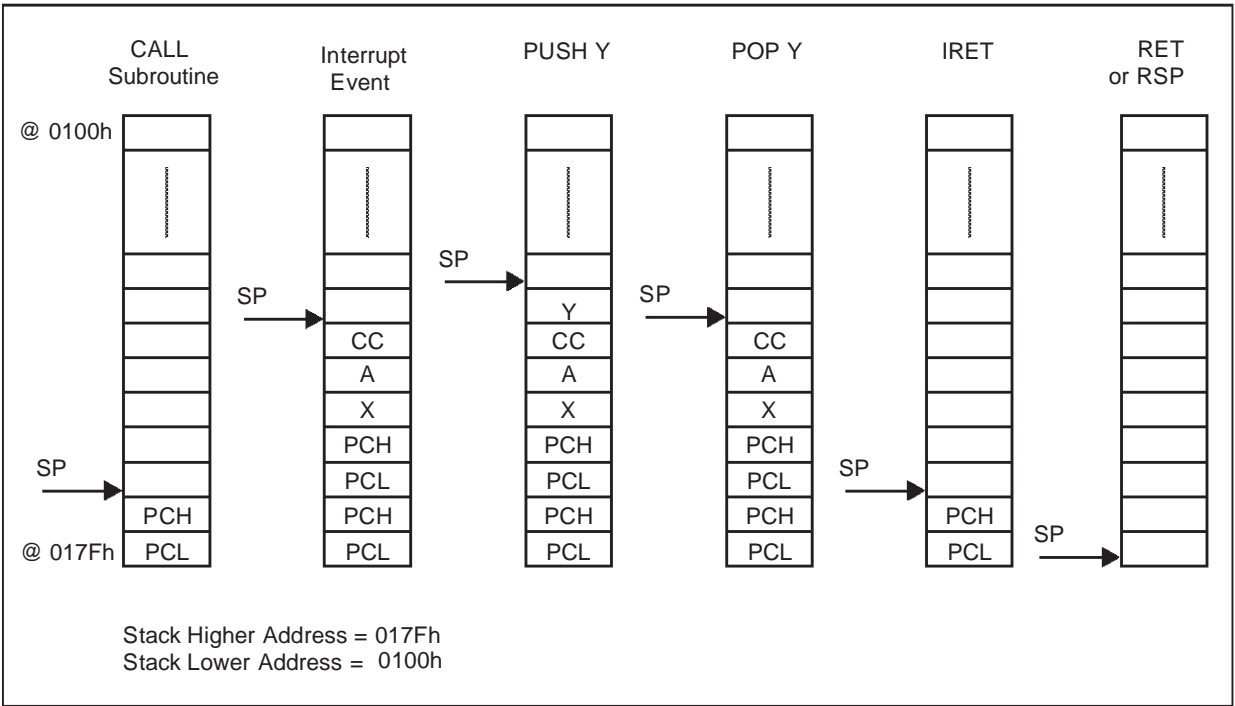 CALL
Subroutine
Interrupt
Event
PUSH Y
POP Y
IRET
RET
or RSP
@ 0100h
SP
SP
SP
SP
SP
SP
Y
CC
CC
CC
A
A
A
X
X
X
PCH
PCH
PCH
PCL
PCL
PCL
PCH
PCH
PCH
PCH
PCH
@ 017Fh
PCL
PCL
PCL
PCL
PCL
Stack Higher Address = 017Fh
Stack Lower Address = 0100h